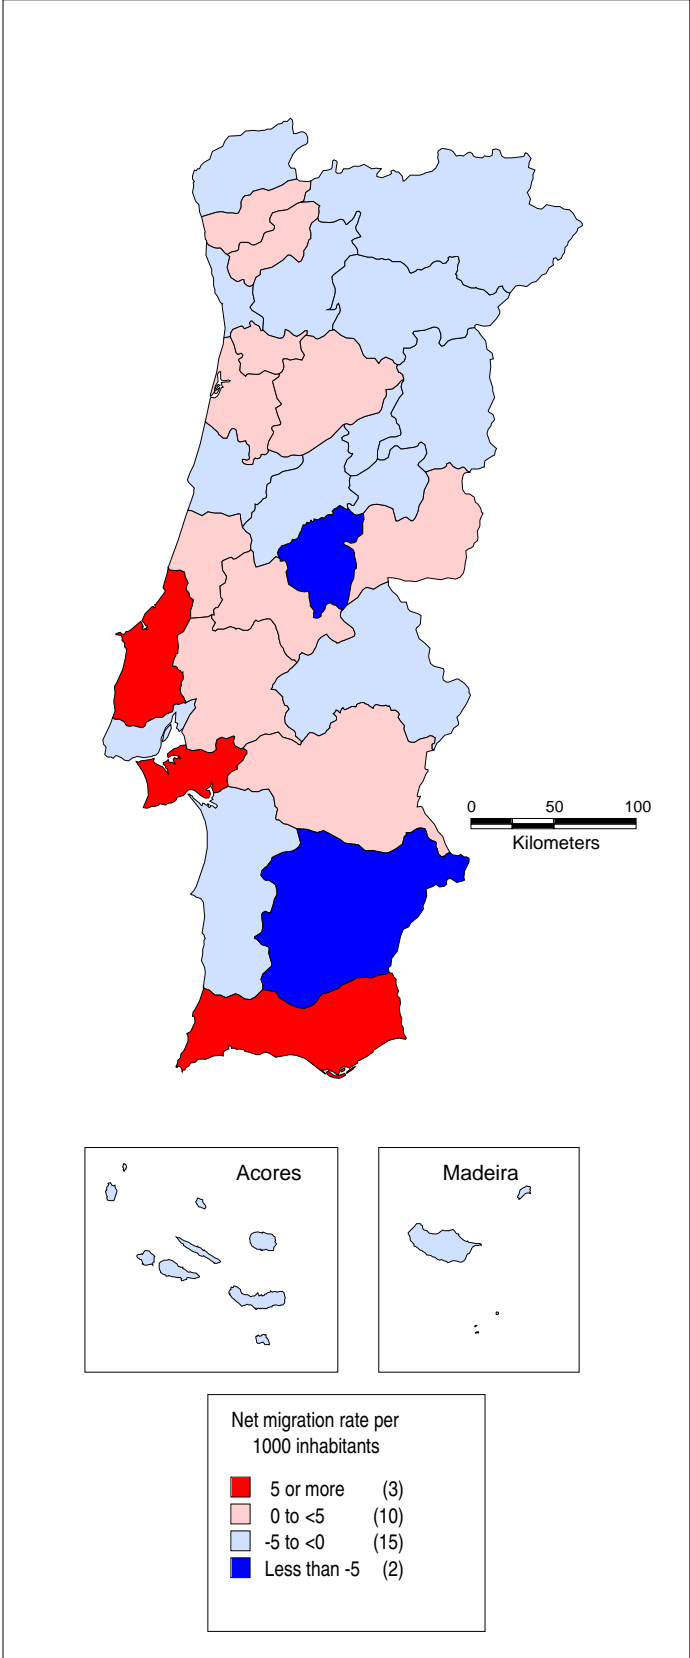 0 50 100
Kilometers
Acores
Madeira
Net migration rate per
1000 inhabitants
5 or more (3)
0 to <5 (10)
-5 to <0 (15)
Less than -5 (2)